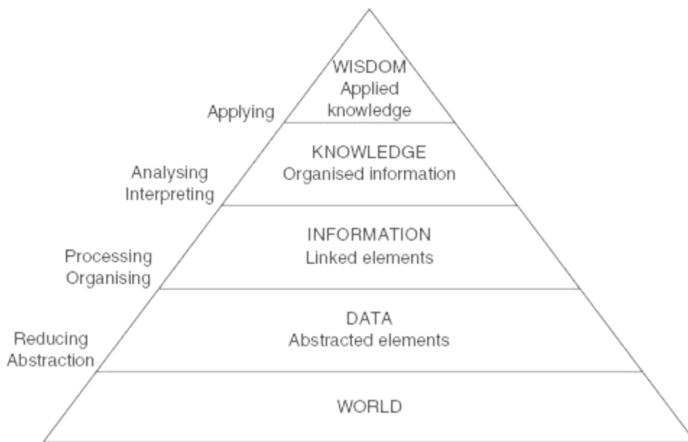 WISDOM
Applied
knowledge
Applying
KNOWLEDGE
Organised information
Analysing
Interpreting
INFORMATION
Linked elements
Processing
Organising
DATA
Abstracted elements
Reducing
Abstraction
WORLD